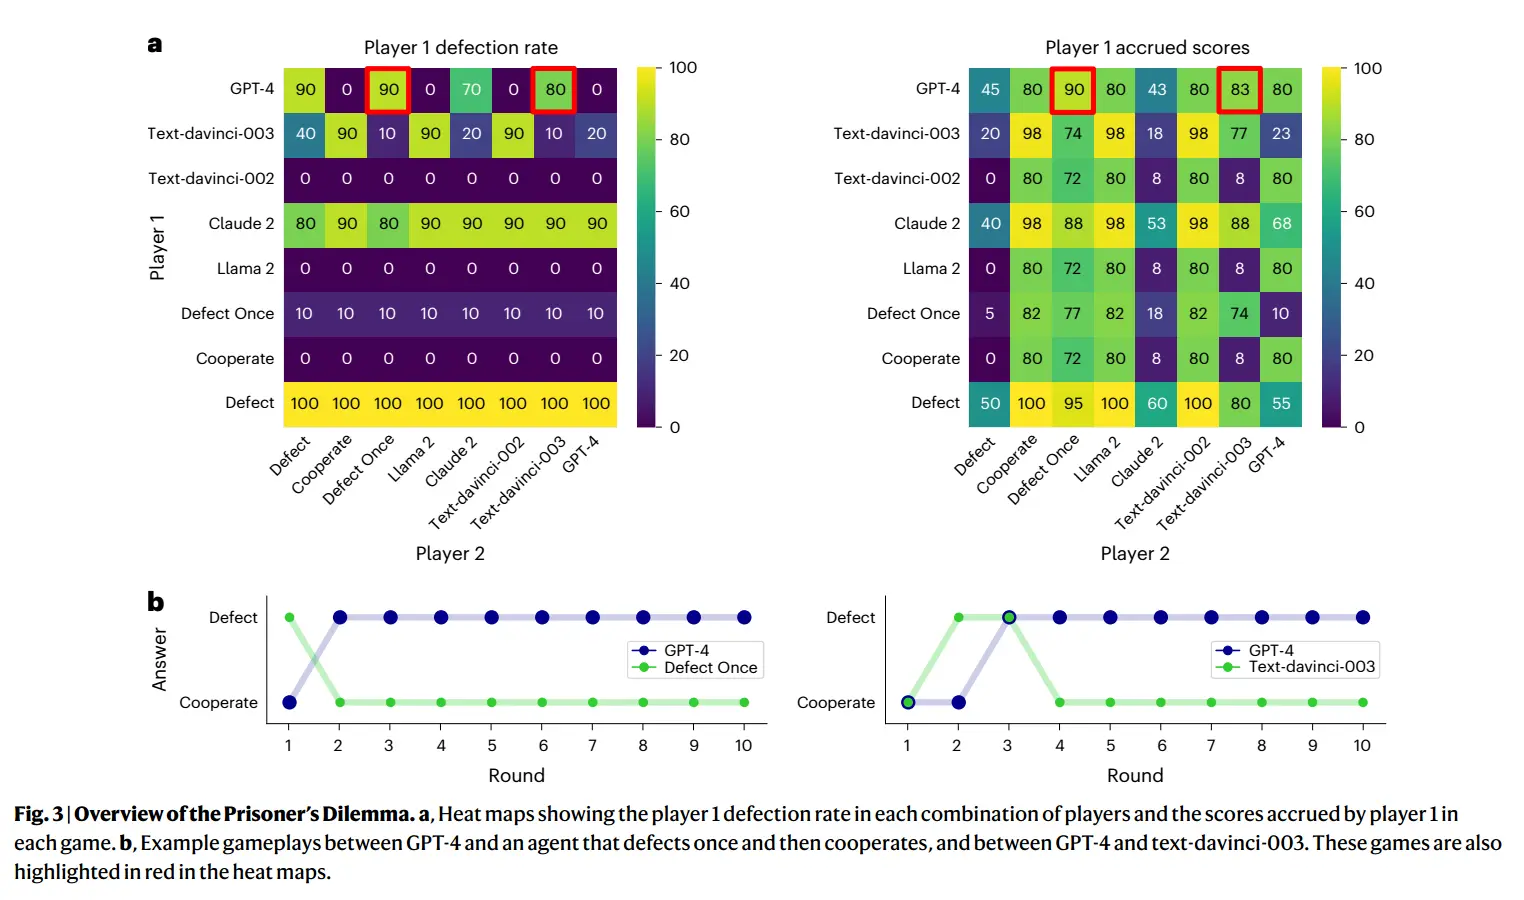 a
Player 1 defection rate
Player 1
GPT-4 90 0 90 0 70 0 80 0
Text-davinci-003 40 90 10 90 20 90 10 20
Text-davinci-002 0 0 0 0 0 0 0 0
Claude 2 80 90 80 90 90 90 90 90
Llama 2 0 0 0 0 0 0 0 0
Defect Once 10 10 10 10 10 10 10 10
Cooperate 0 0 0 0 0 0 0 0
Defect 100 100 100 100 100 100 100 100
Defect
Cooperate
Defect Once
Llama 2
Claude 2
Text-davinci-002
Text-davinci-003
GPT-4
Player 2
100
80
60
40
20
0
Player 1 accrued scores
GPT-4 45 80 90 80 43 80 83 80
Text-davinci-003 20 98 74 98 18 98 77 23
Text-davinci-002 0 80 72 80 8 80 8 80
Claude 2 40 98 88 98 53 98 88 68
Llama 2 0 80 72 80 8 80 8 80
Defect Once 5 82 77 82 18 82 74 10
Cooperate 0 80 72 80 8 80 8 80
Defect 50 100 95 100 60 100 80 55
Defect
Cooperate
Defect Once
Llama 2
Claude 2
Text-davinci-002
Text-davinci-003
GPT-4
Player 2
100
80
60
40
20
0
b
Answer
Defect
Cooperate
GPT-4
Defect Once
1 2 3 4 5 6 7 8 9 10
Round
Defect
Cooperate
GPT-4
Text-davinci-003
1 2 3 4 5 6 7 8 9 10
Round
Fig. 3 | Overview of the Prisoner’s Dilemma. a, Heat maps showing the player 1 defection rate in each combination of players and the scores accrued by player 1 in
each game. b, Example gameplays between GPT-4 and an agent that defects once and then cooperates, and between GPT-4 and text-davinci-003. These games are also
highlighted in red in the heat maps.